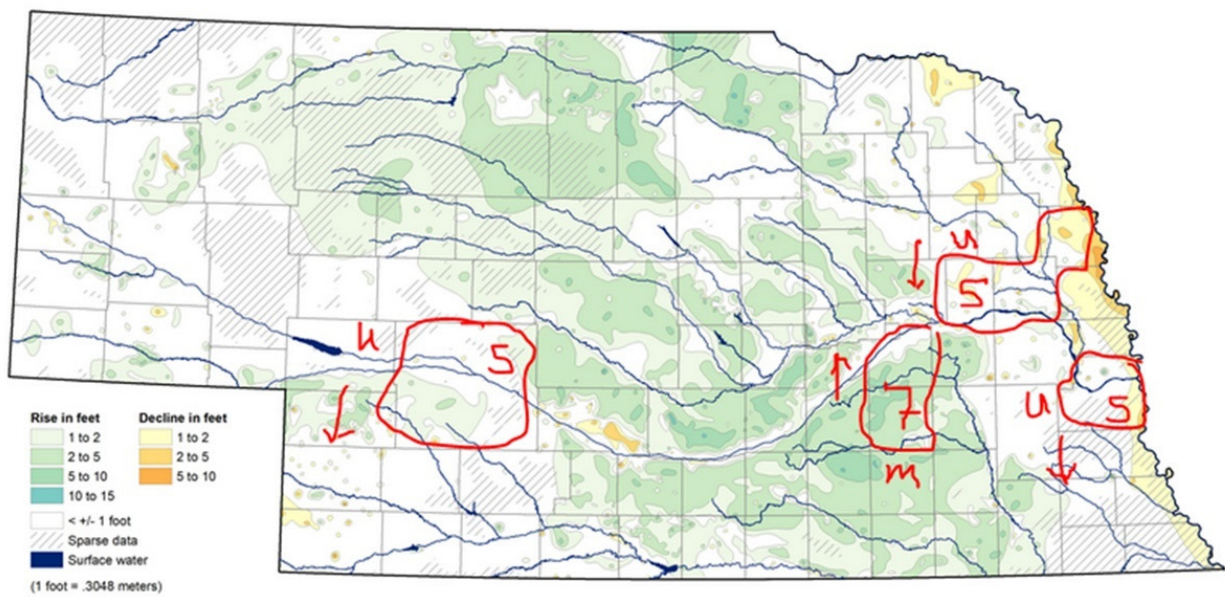 u
5
u
5
7
m
u
5
Rise in feet
1 to 2
2 to 5
5 to 10
10 to 15
< +/- 1 foot
Sparse data
Surface water
(1 foot = .3048 meters)
Decline in feet
1 to 2
2 to 5
5 to 10